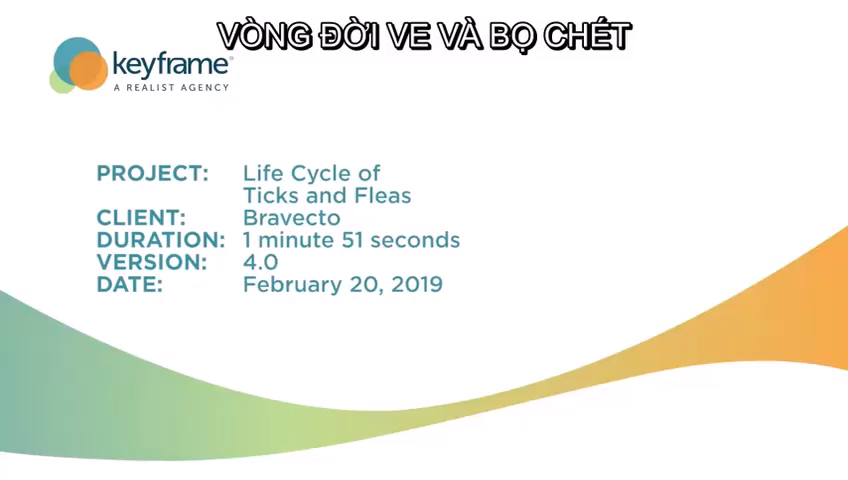 VÒNG ĐỜI VE VÀ BỌ CHÉT
keyframe
A REALIST AGENCY
PROJECT: Life Cycle of
Ticks and Fleas
CLIENT: Bravecto
DURATION: 1 minute 51 seconds
VERSION: 4.0
DATE: February 20, 2019